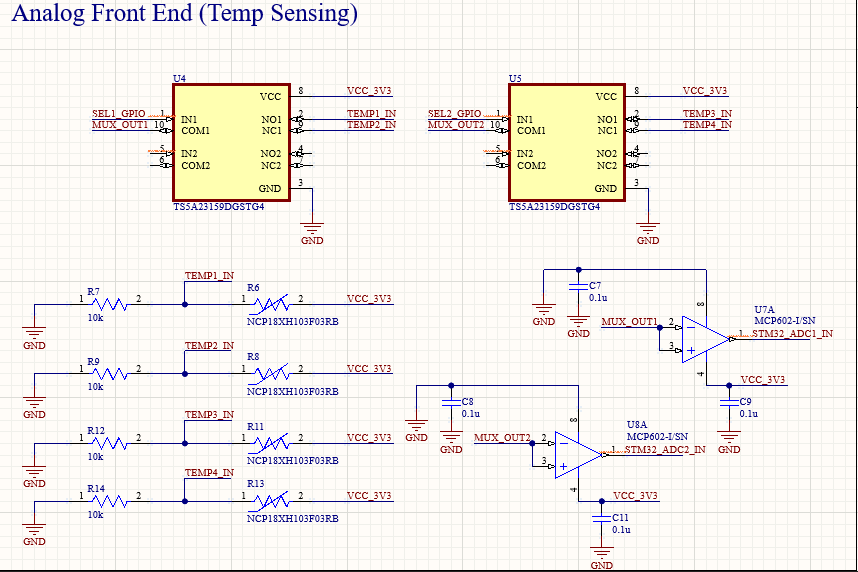 Analog Front End (Temp Sensing)
U4
VCC 8 VCC_3V3
SEL1_GPIO 1 IN1 NO1 2 TEMP1_IN
MUX_OUT1 10 COM1 NC1 9 TEMP2_IN
5 IN2 NO2 4
6 COM2 NC2
GND 3
TS5A23159DGSTG4
GND
U5
VCC 8 VCC_3V3
SEL2_GPIO 1 IN1 NO1 2 TEMP3_IN
MUX_OUT2 10 COM1 NC1 9 TEMP4_IN
5 IN2 NO2 4
6 COM2 NC2
GND 3
TS5A23159DGSTG4
GND
TEMP1_IN
R7
1 2
10k
GND
R6
1 2 VCC_3V3
NCP18XH103F03RB
TEMP2_IN
R9
1 2
10k
GND
R8
1 2 VCC_3V3
NCP18XH103F03RB
TEMP3_IN
R12
1 2
10k
GND
R11
1 2 VCC_3V3
NCP18XH103F03RB
TEMP4_IN
R14
1 2
10k
GND
R13
1 2 VCC_3V3
NCP18XH103F03RB
C7
0.1u
GND
GND
8
U7A
MCP602-I/SN
MUX_OUT1 2
3
1 STM32_ADC1_IN
4
VCC_3V3
C9
0.1u
GND
C8
0.1u
GND
GND
8
U8A
MCP602-I/SN
MUX_OUT2 2
3
1 STM32_ADC2_IN
4
VCC_3V3
C11
0.1u
GND